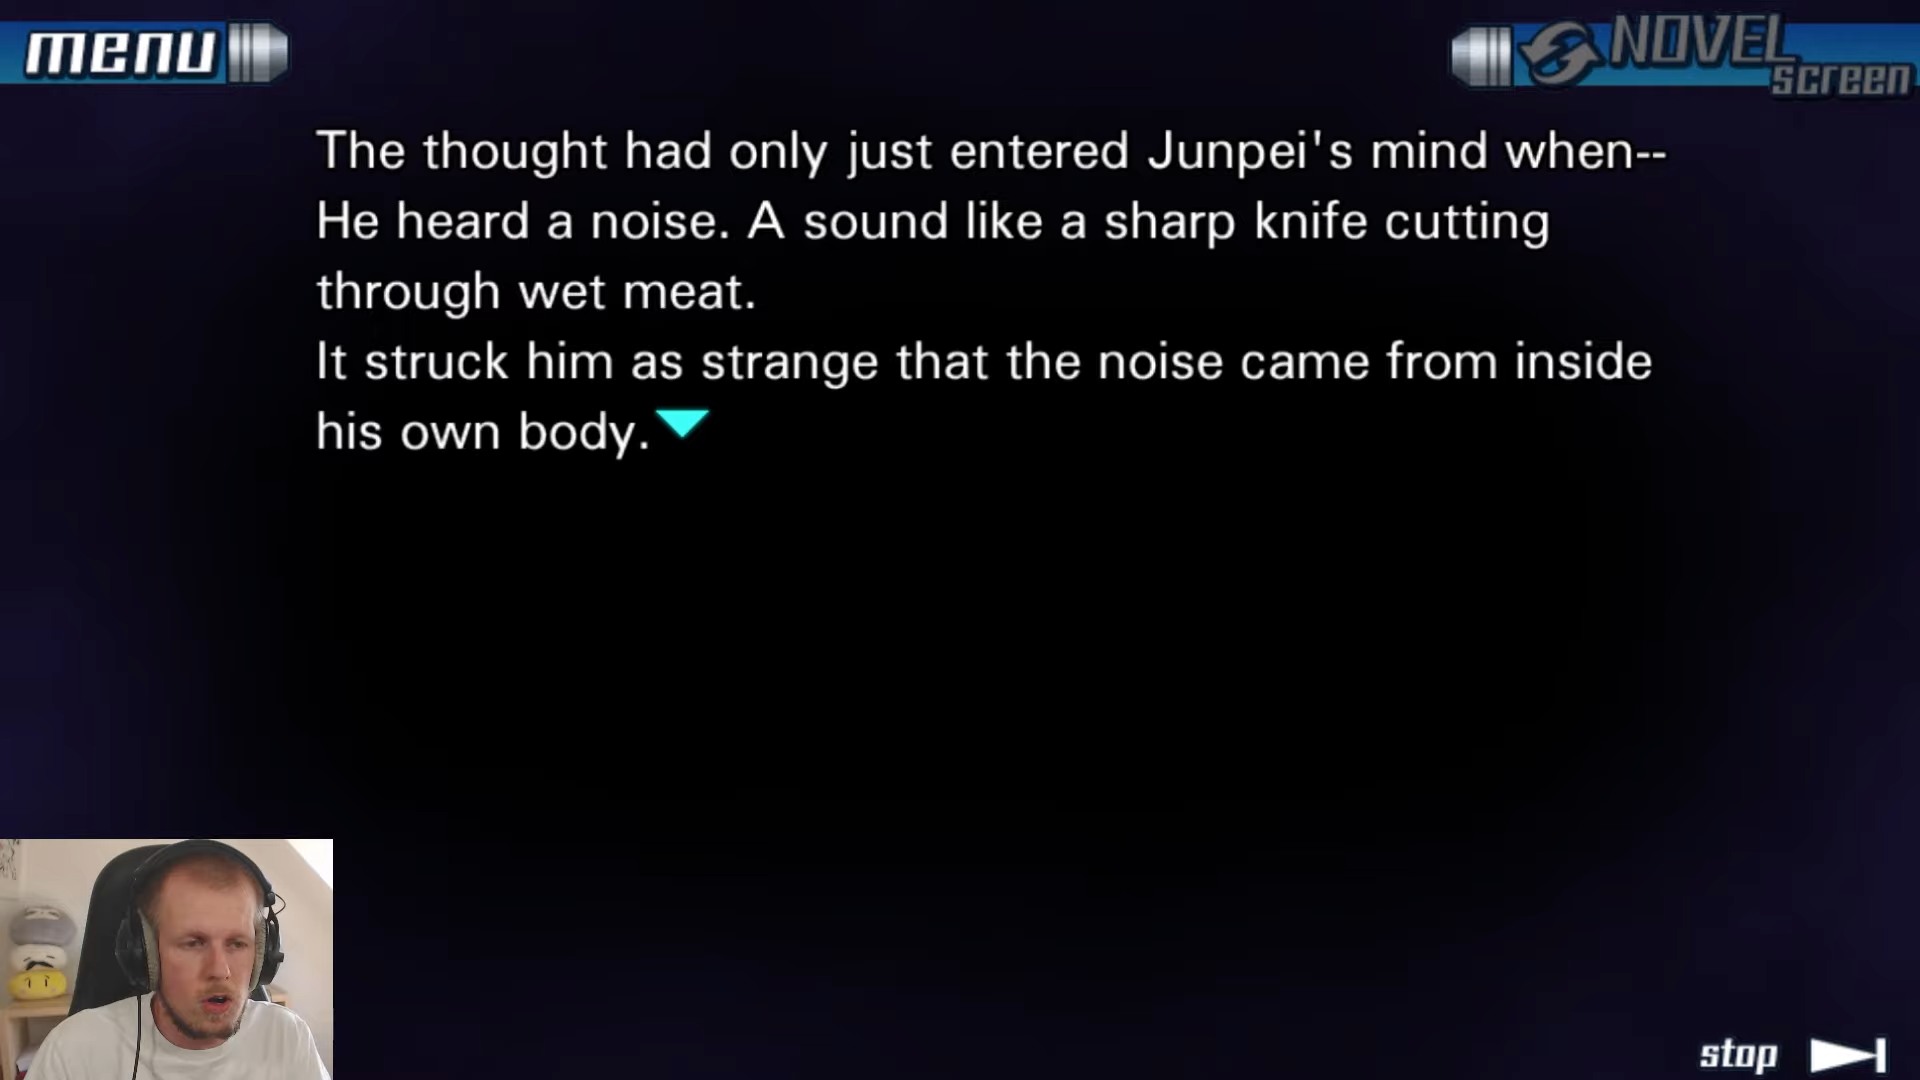 menu
NOVEL
screen
The thought had only just entered Junpei's mind when--
He heard a noise. A sound like a sharp knife cutting
through wet meat.
It struck him as strange that the noise came from inside
his own body.
stop